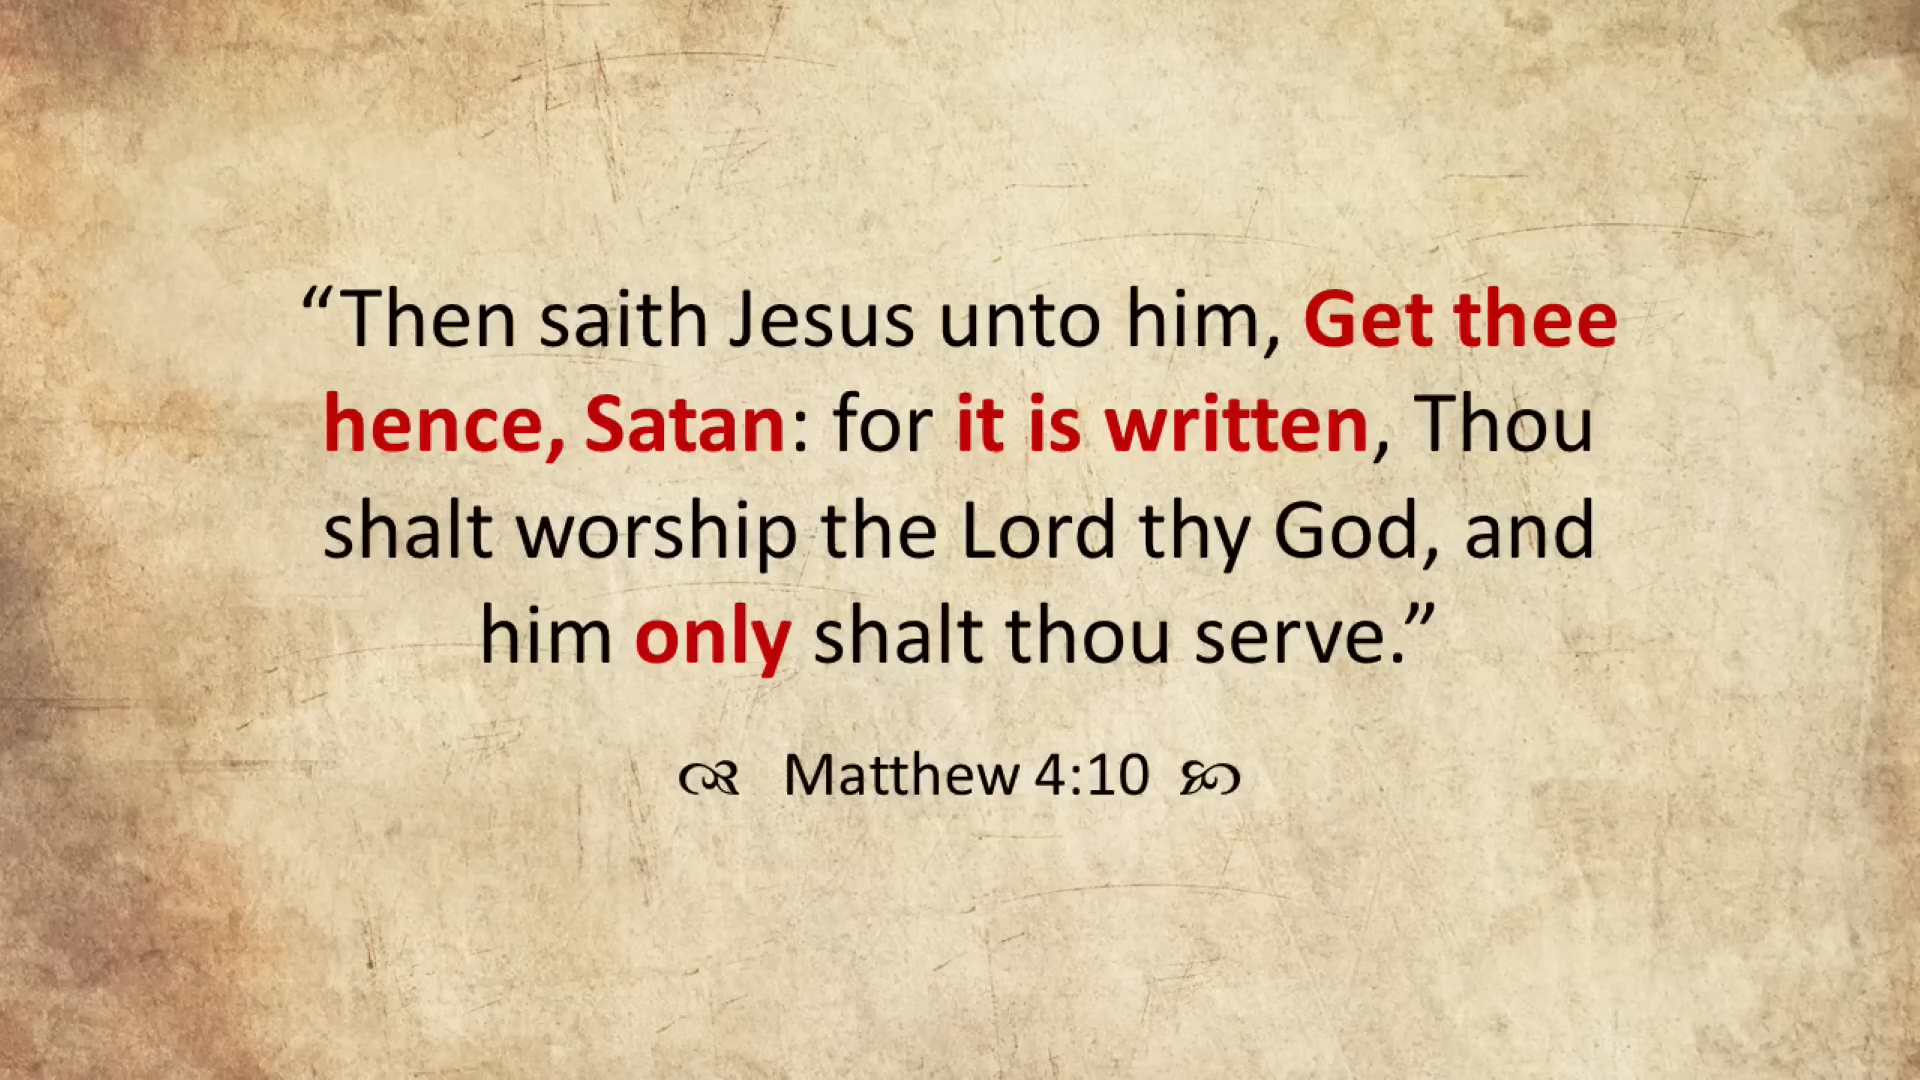 “Then saith Jesus unto him, Get thee
hence, Satan: for it is written, Thou
shalt worship the Lord thy God, and
him only shalt thou serve.”
Matthew 4:10